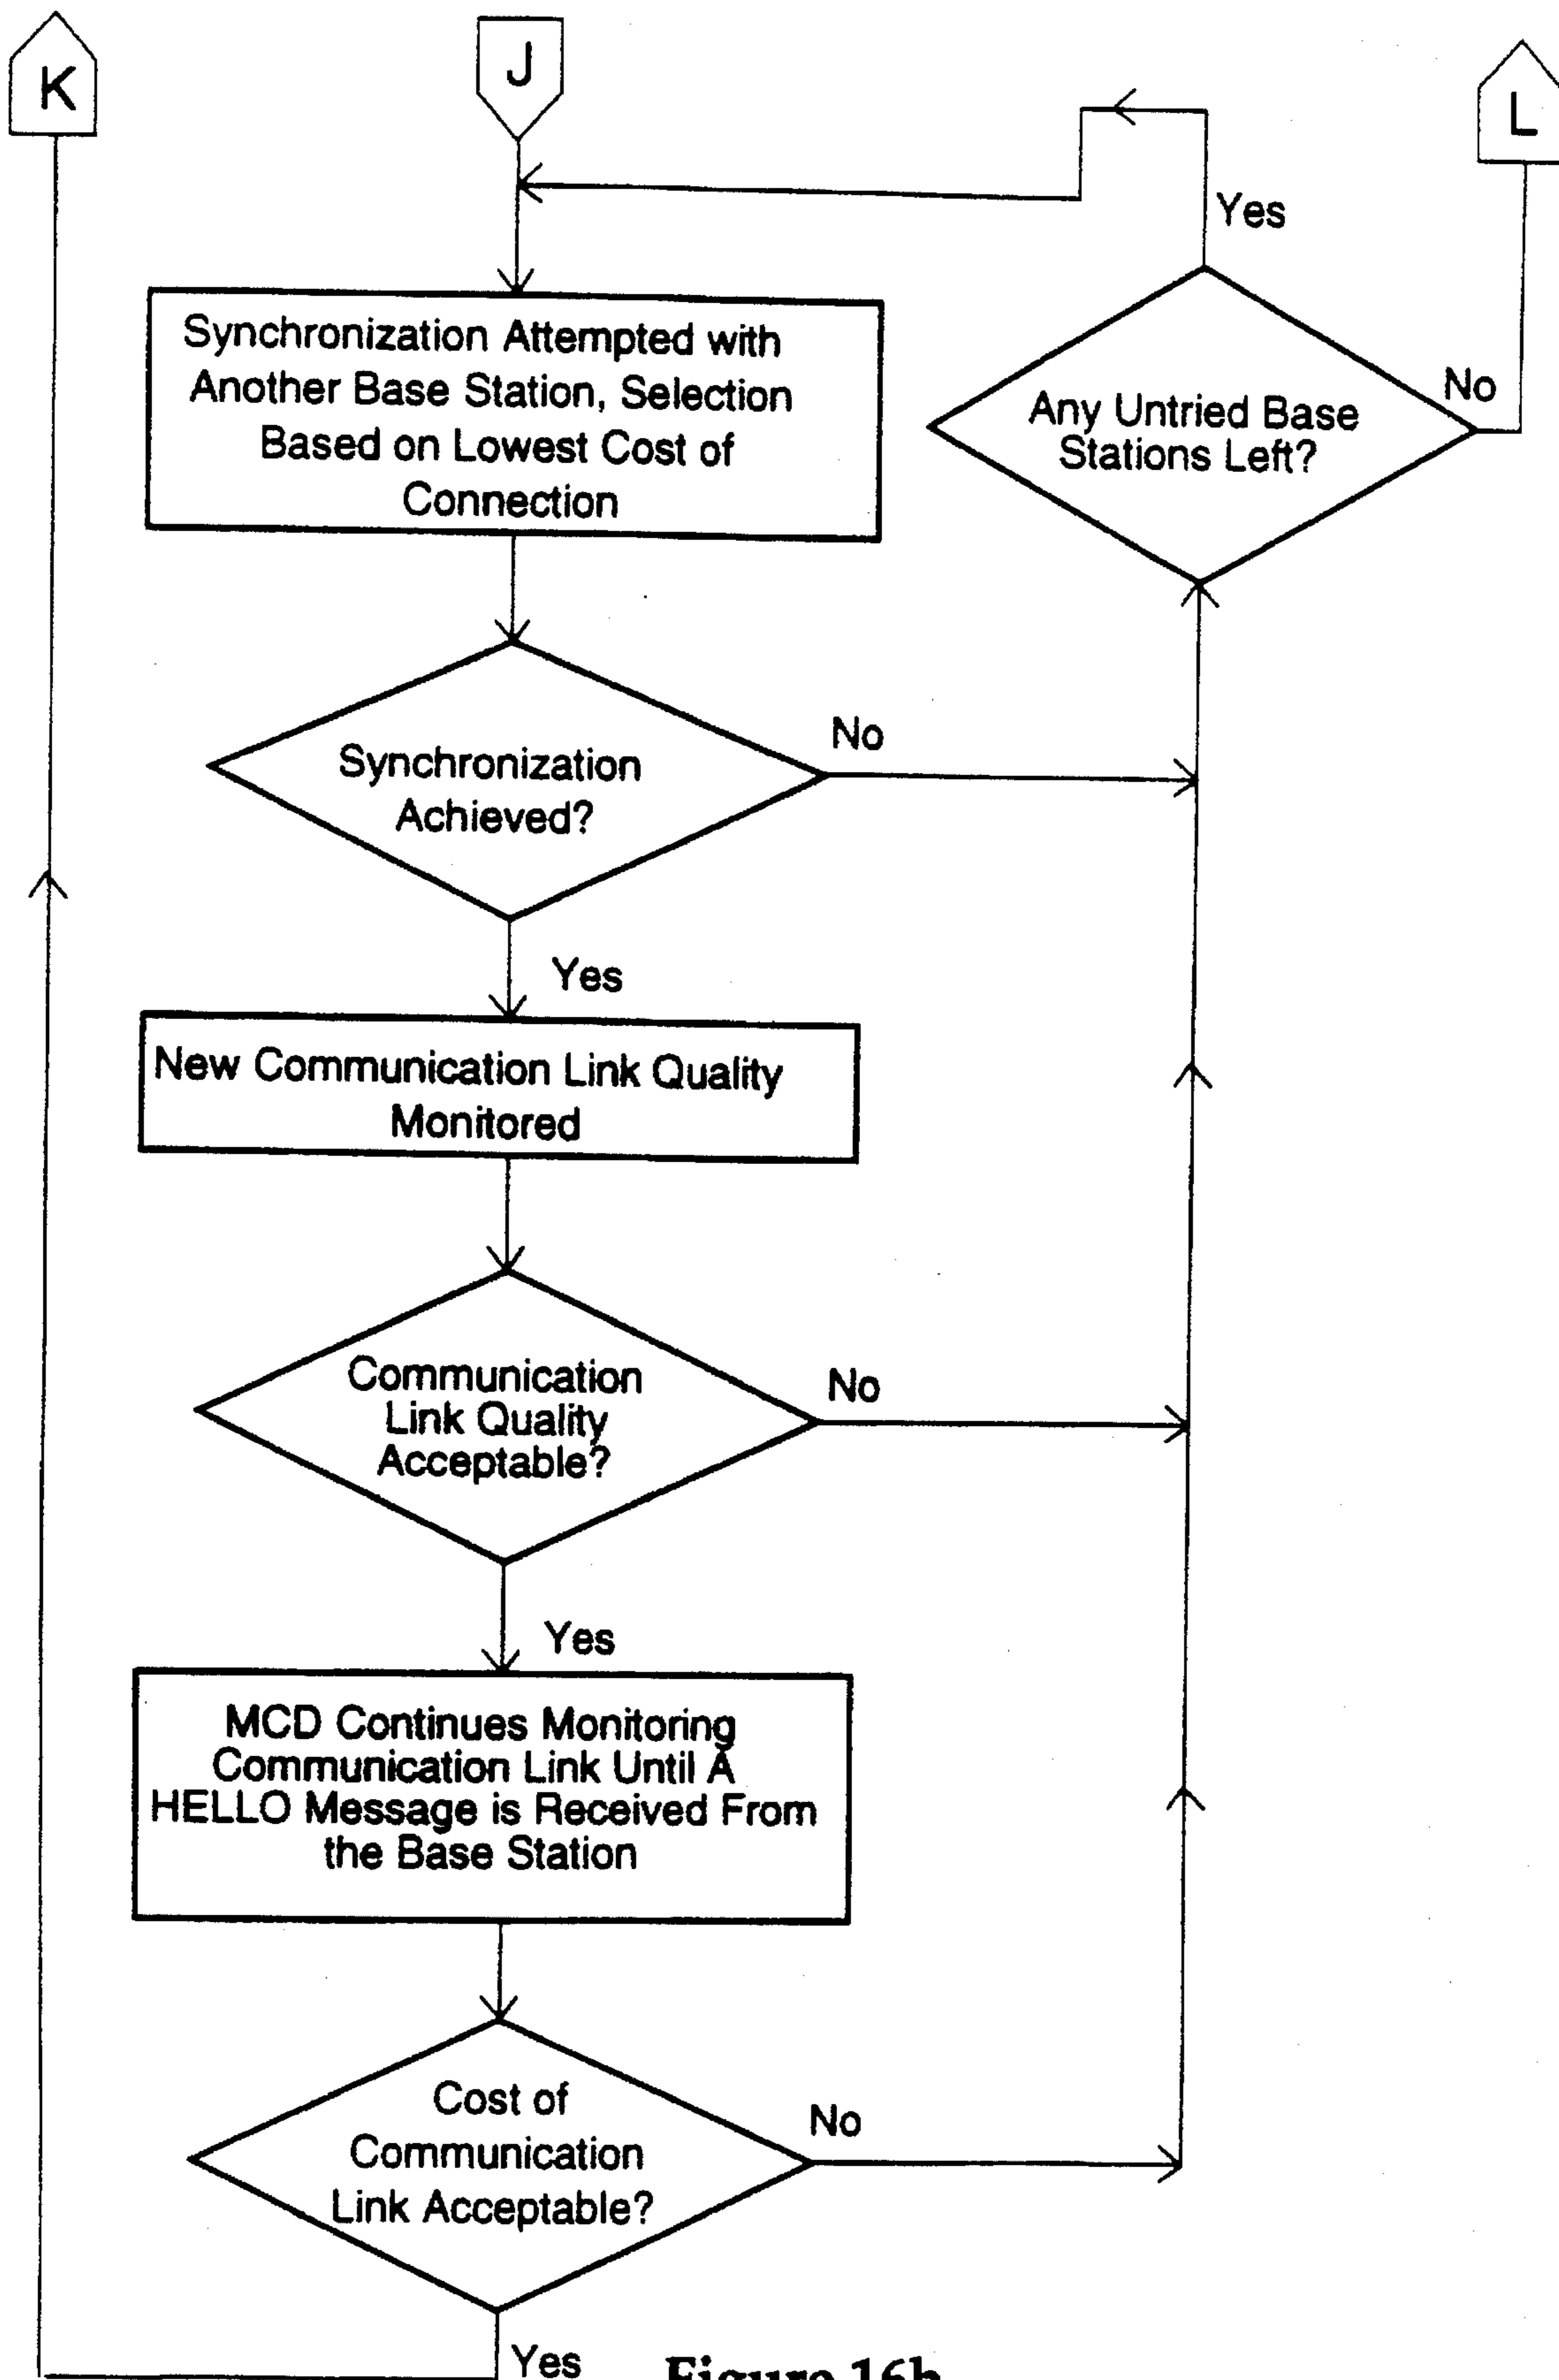 K
J
L
Yes
Synchronization Attempted with
Another Base Station, Selection
Based on Lowest Cost of
Connection
Any Untried Base
Stations Left?
No
Synchronization
Achieved?
No
Yes
New Communication Link Quality
Monitored
Communication
Link Quality
Acceptable?
No
Yes
MCD Continues Monitoring
Communication Link Until A
HELLO Message is Received From
the Base Station
Cost of
Communication
Link Acceptable?
No
Yes
Figure 16b